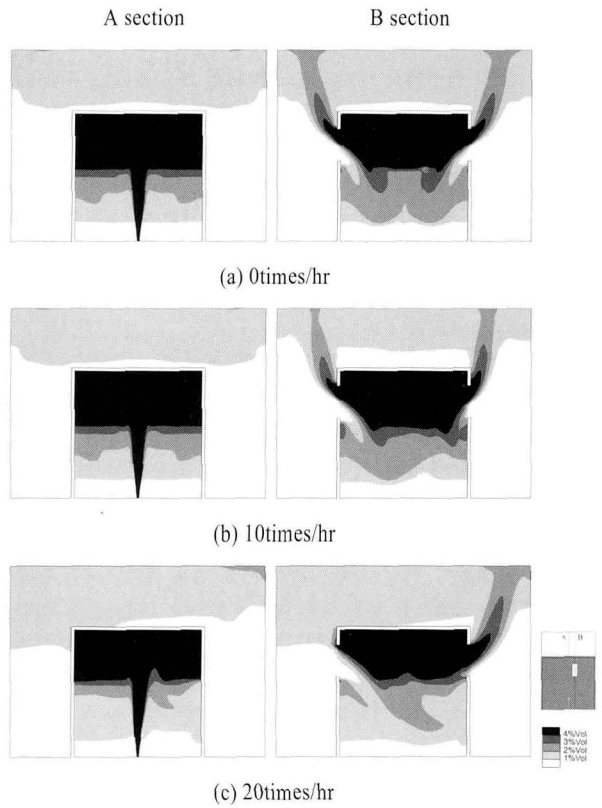 A section B section
(a) 0times/hr
(b) 10times/hr
(c) 20times/hr
4%Vol
3%Vol
2%Vol
1%Vol